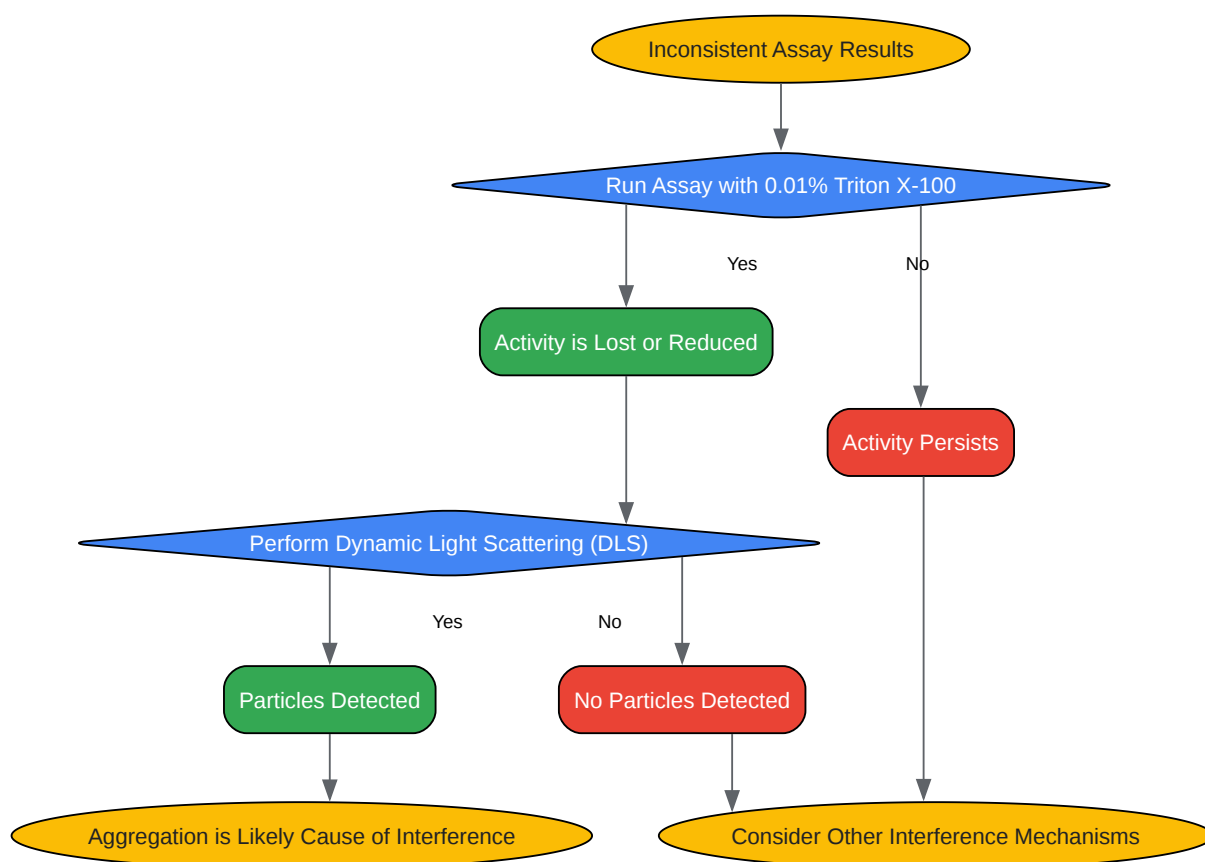 Inconsistent Assay Results
Run Assay with 0.01% Triton X-100
Yes
No
Activity is Lost or Reduced
Activity Persists
Perform Dynamic Light Scattering (DLS)
Yes
No
Particles Detected
No Particles Detected
Aggregation is Likely Cause of Interference
Consider Other Interference Mechanisms